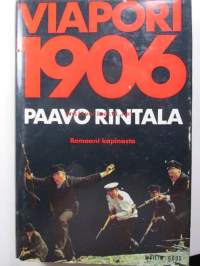 VIAPORI
1906
PAAVO RINTALA
Romaani kapinasta